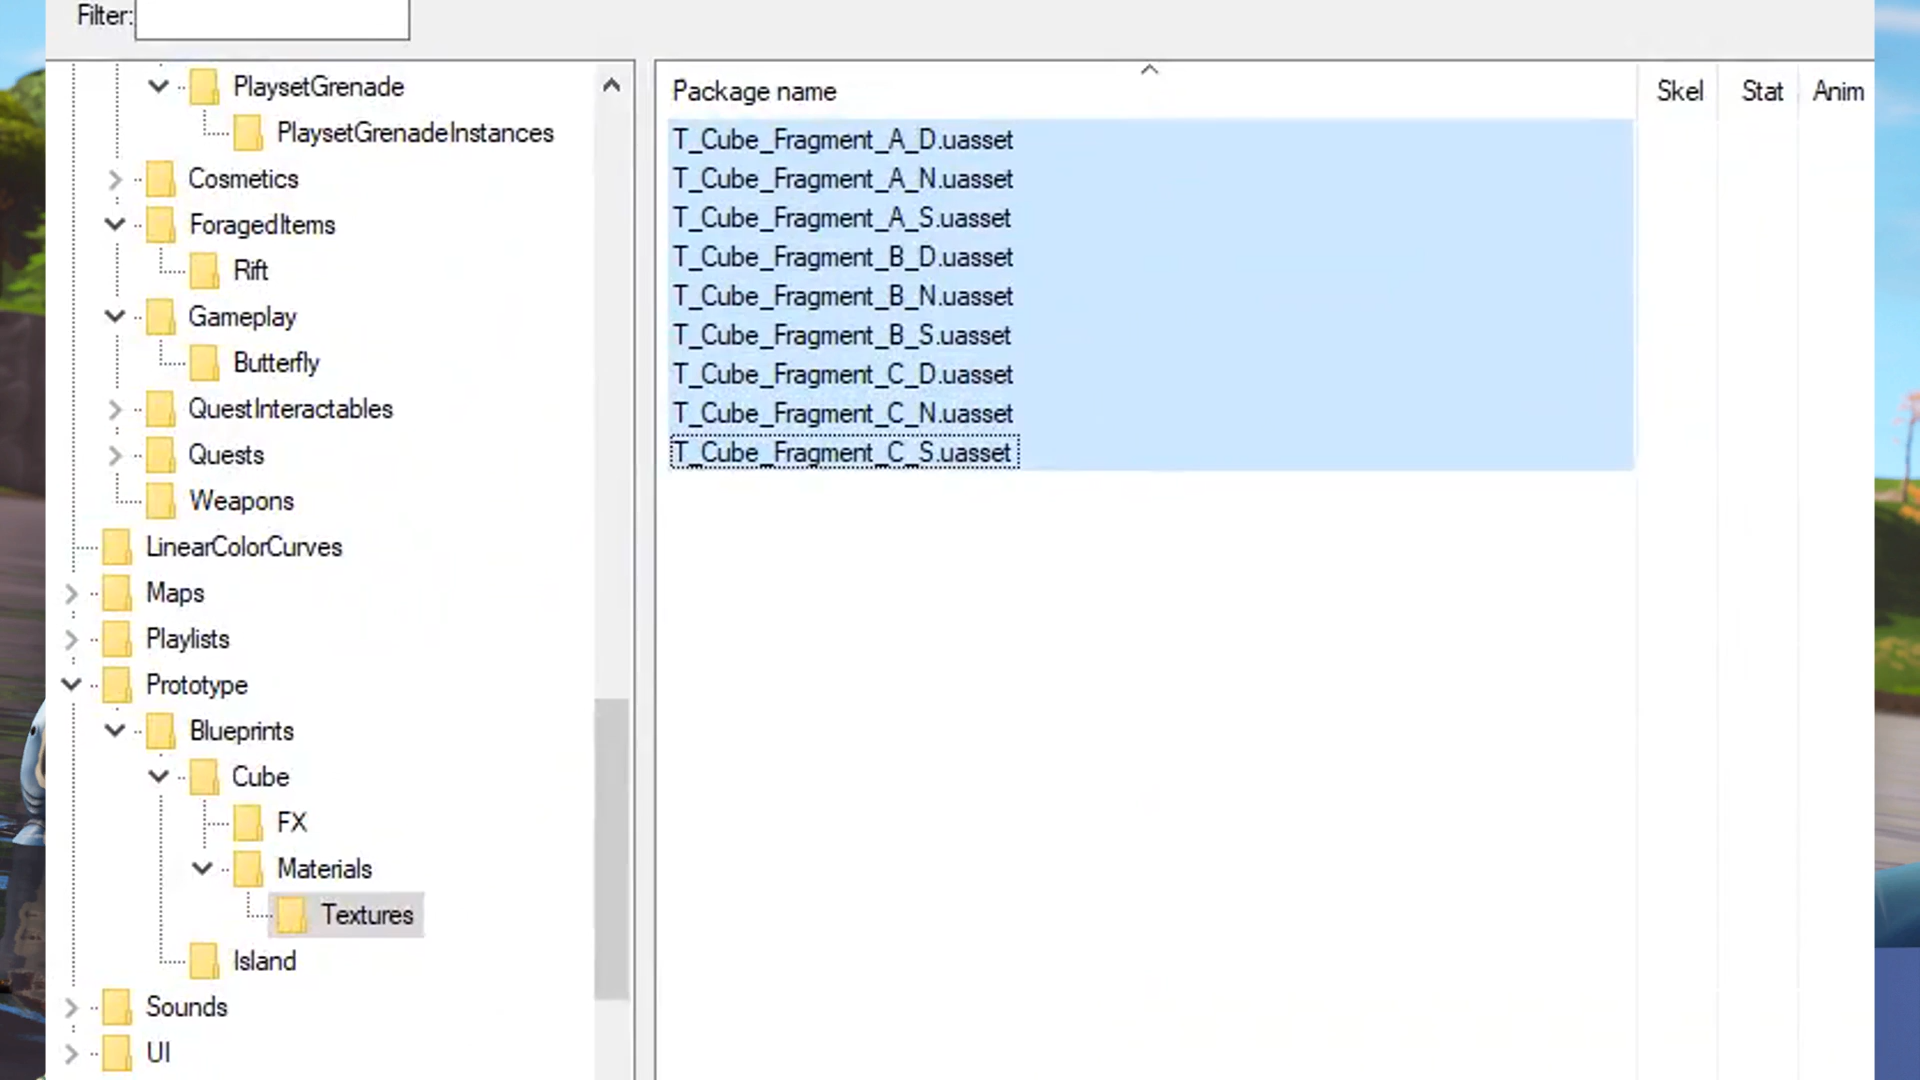 Filter:
PlaysetGrenade
PlaysetGrenadeInstances
Cosmetics
ForagedItems
Rift
Gameplay
Butterfly
QuestInteractables
Quests
Weapons
LinearColorCurves
Maps
Playlists
Prototype
Blueprints
Cube
FX
Materials
Textures
Island
Sounds
UI
Package name Skel Stat Anim
T_Cube_Fragment_A_D.uasset
T_Cube_Fragment_A_N.uasset
T_Cube_Fragment_A_S.uasset
T_Cube_Fragment_B_D.uasset
T_Cube_Fragment_B_N.uasset
T_Cube_Fragment_B_S.uasset
T_Cube_Fragment_C_D.uasset
T_Cube_Fragment_C_N.uasset
T_Cube_Fragment_C_S.uasset